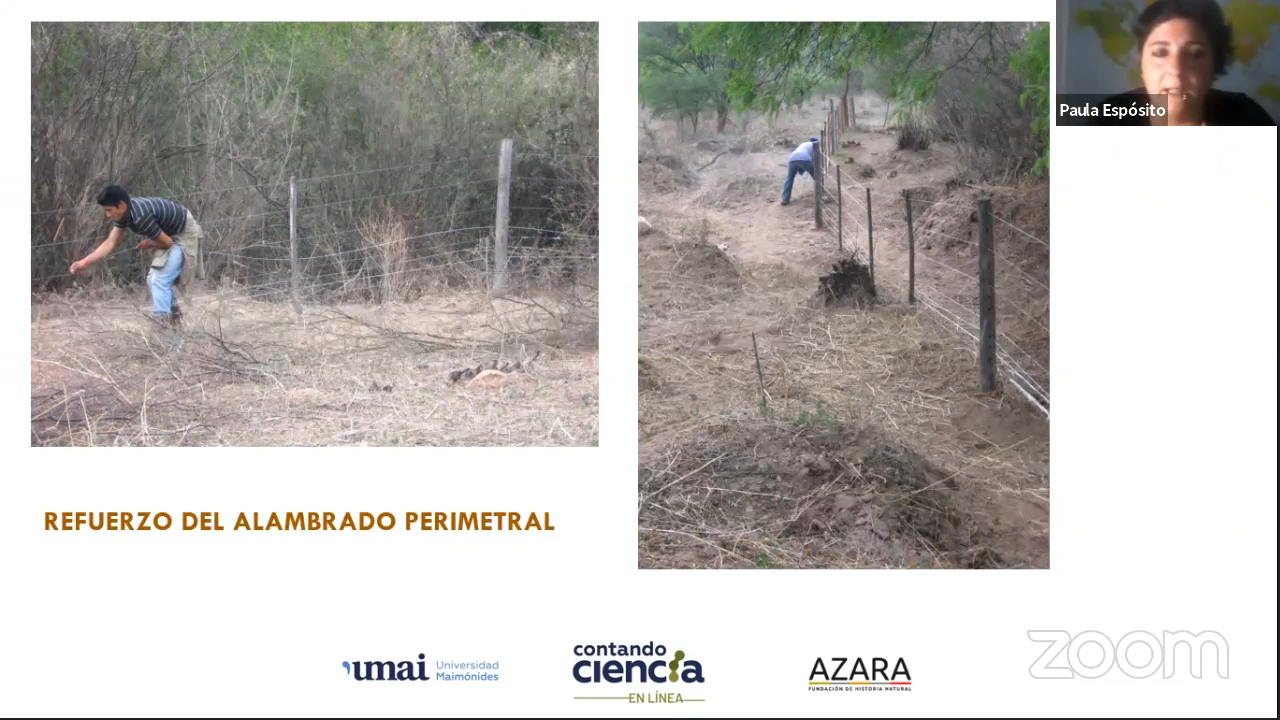 Paula Espósito
REFUERZO DEL ALAMBRADO PERIMETRAL
umai Universidad
Maimónides
contando
ciencia
EN LÍNEA
AZARA
FUNDACIÓN DE HISTORIA NATURAL
zoom